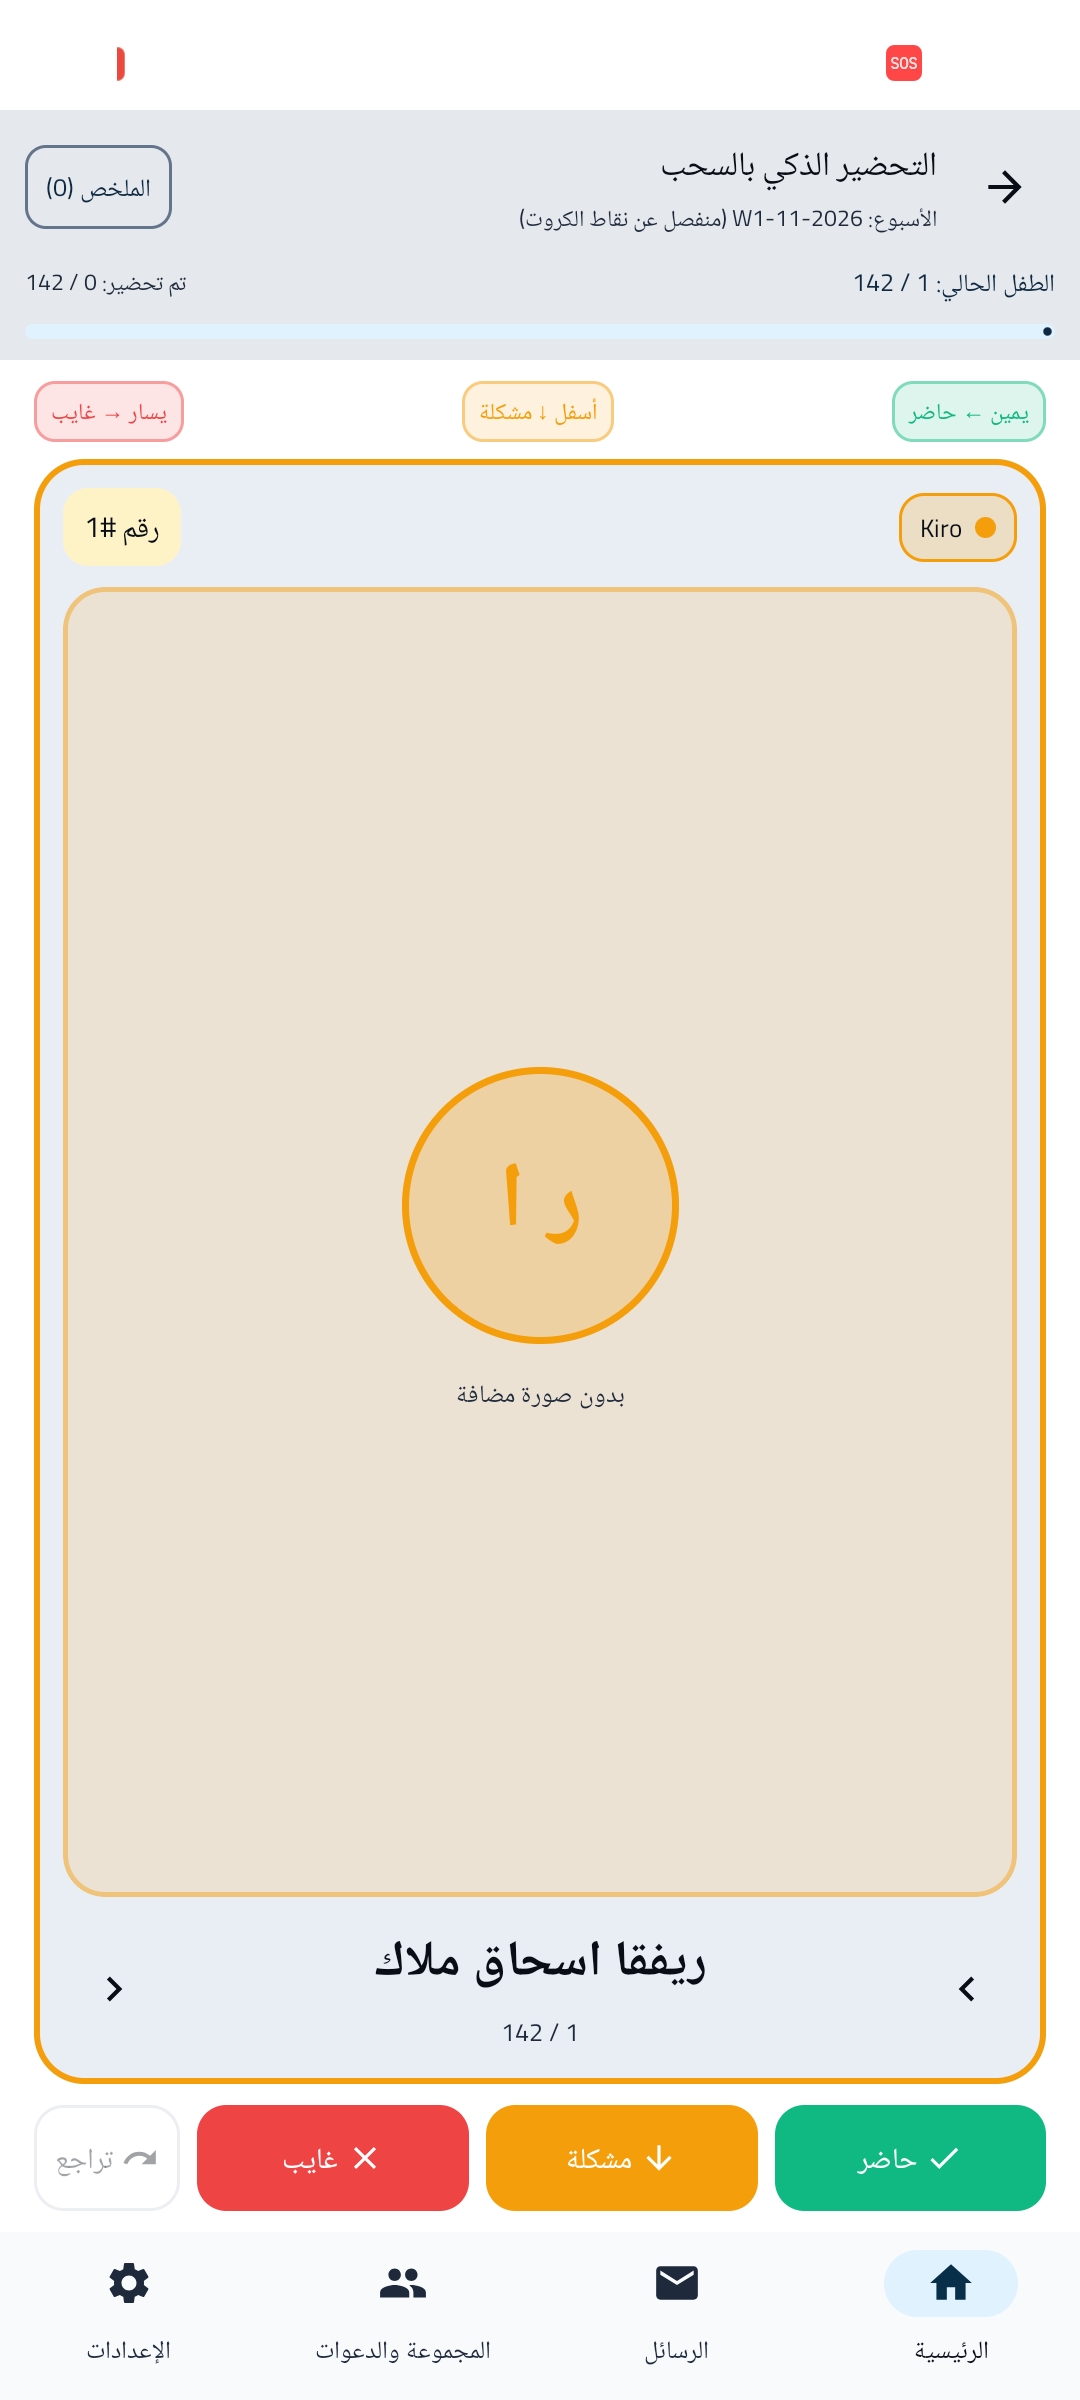 SOS
التحضير الذكي بالسحب
الملخص (0)
الأسبوع: 2026-11-W1 (منفصل عن نقاط الكروت)
الطفل الحالي: 1 / 142
تم تحضير: 0 / 142
يمين ← حاضر
أسفل ↓ مشكلة
يسار → غايب
Kiro
رقم #1
ر ا
بدون صورة مضافة
ريفقا اسحاق ملاك
1 / 142
حاضر
مشكلة
غايب
تراجع
الرئيسية
الرسائل
المجموعة والدعوات
الإعدادات